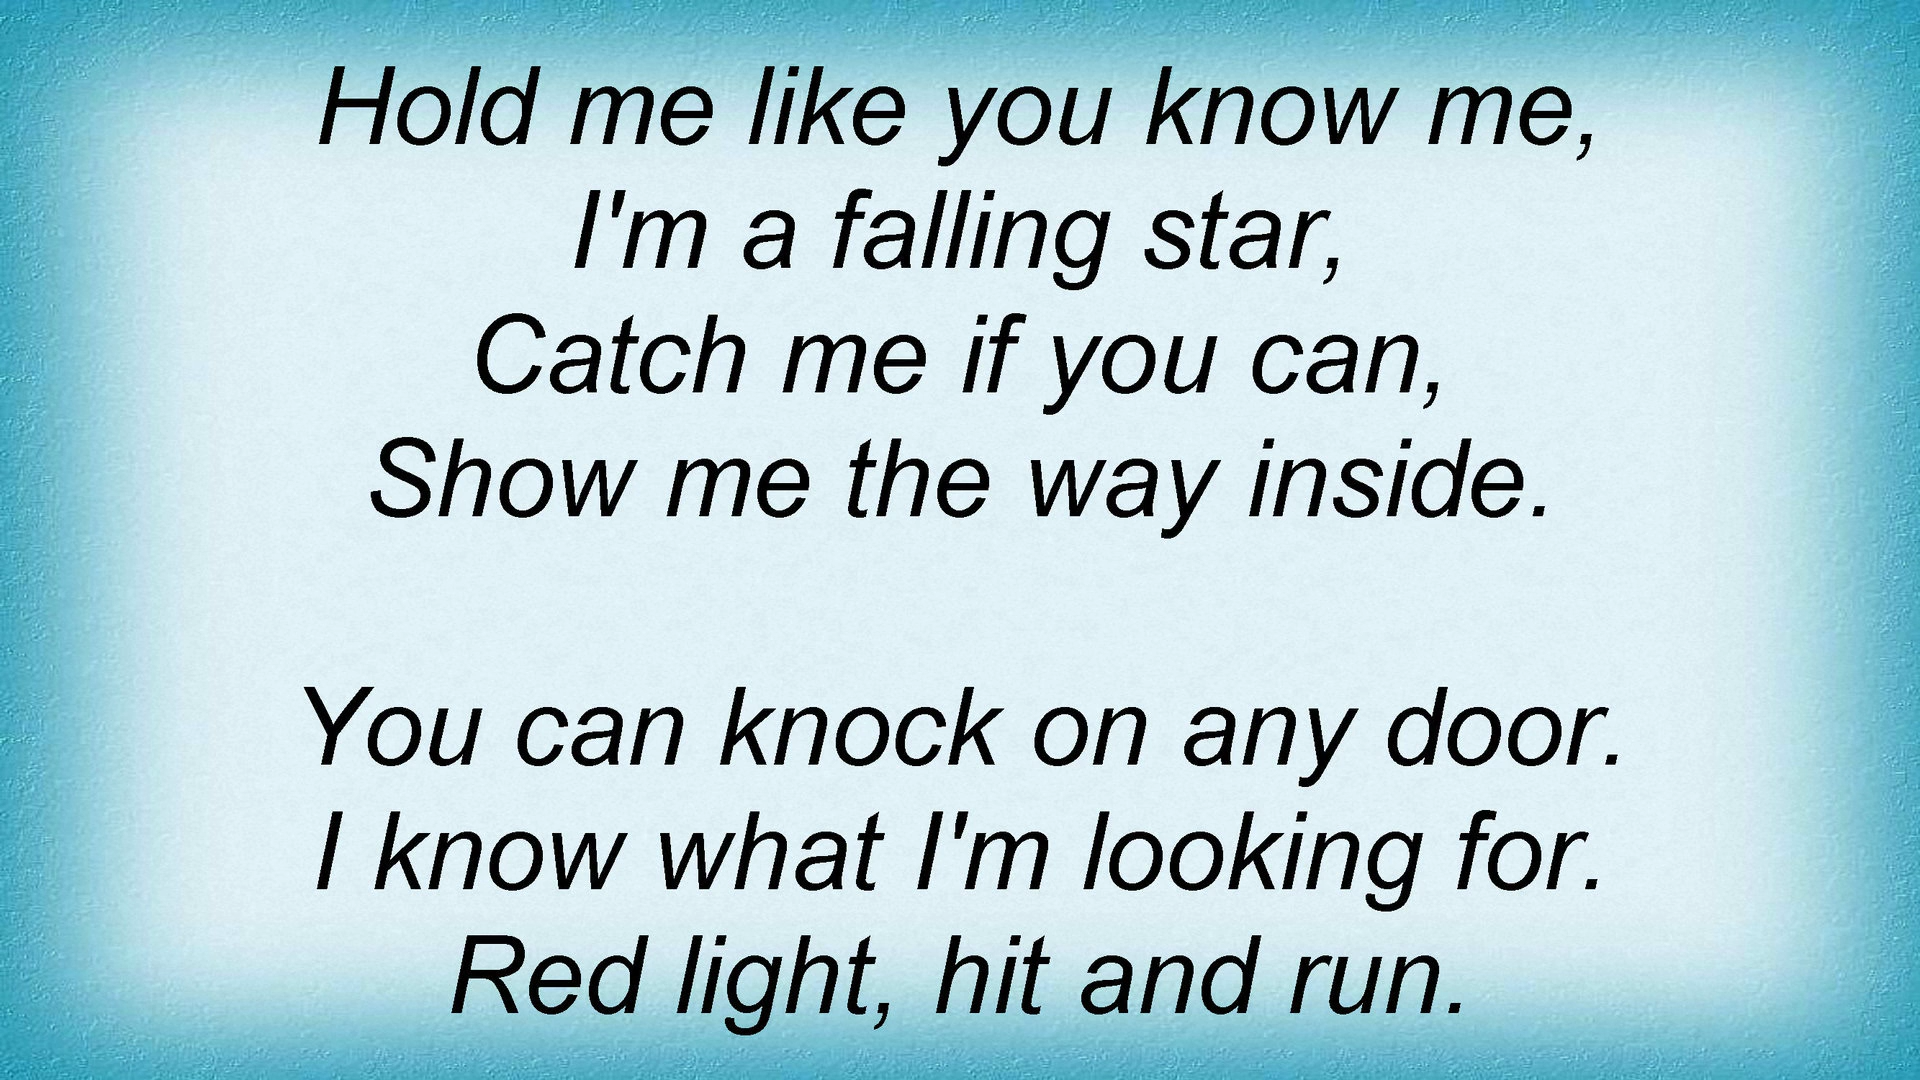 Hold me like you know me,
I'm a falling star,
Catch me if you can,
Show me the way inside.
You can knock on any door.
I know what I'm looking for.
Red light, hit and run.